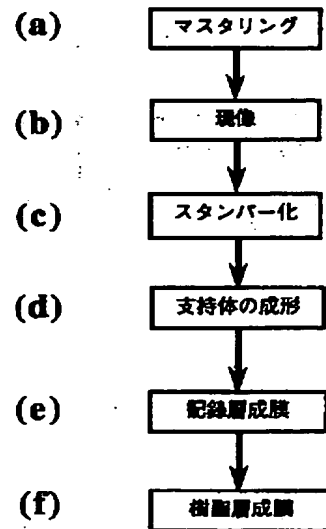 (a) マスタリング
(b) 現像
(c) スタンパー化
(d) 支持体の成形
(e) 記録層成膜
(f) 樹脂層成膜